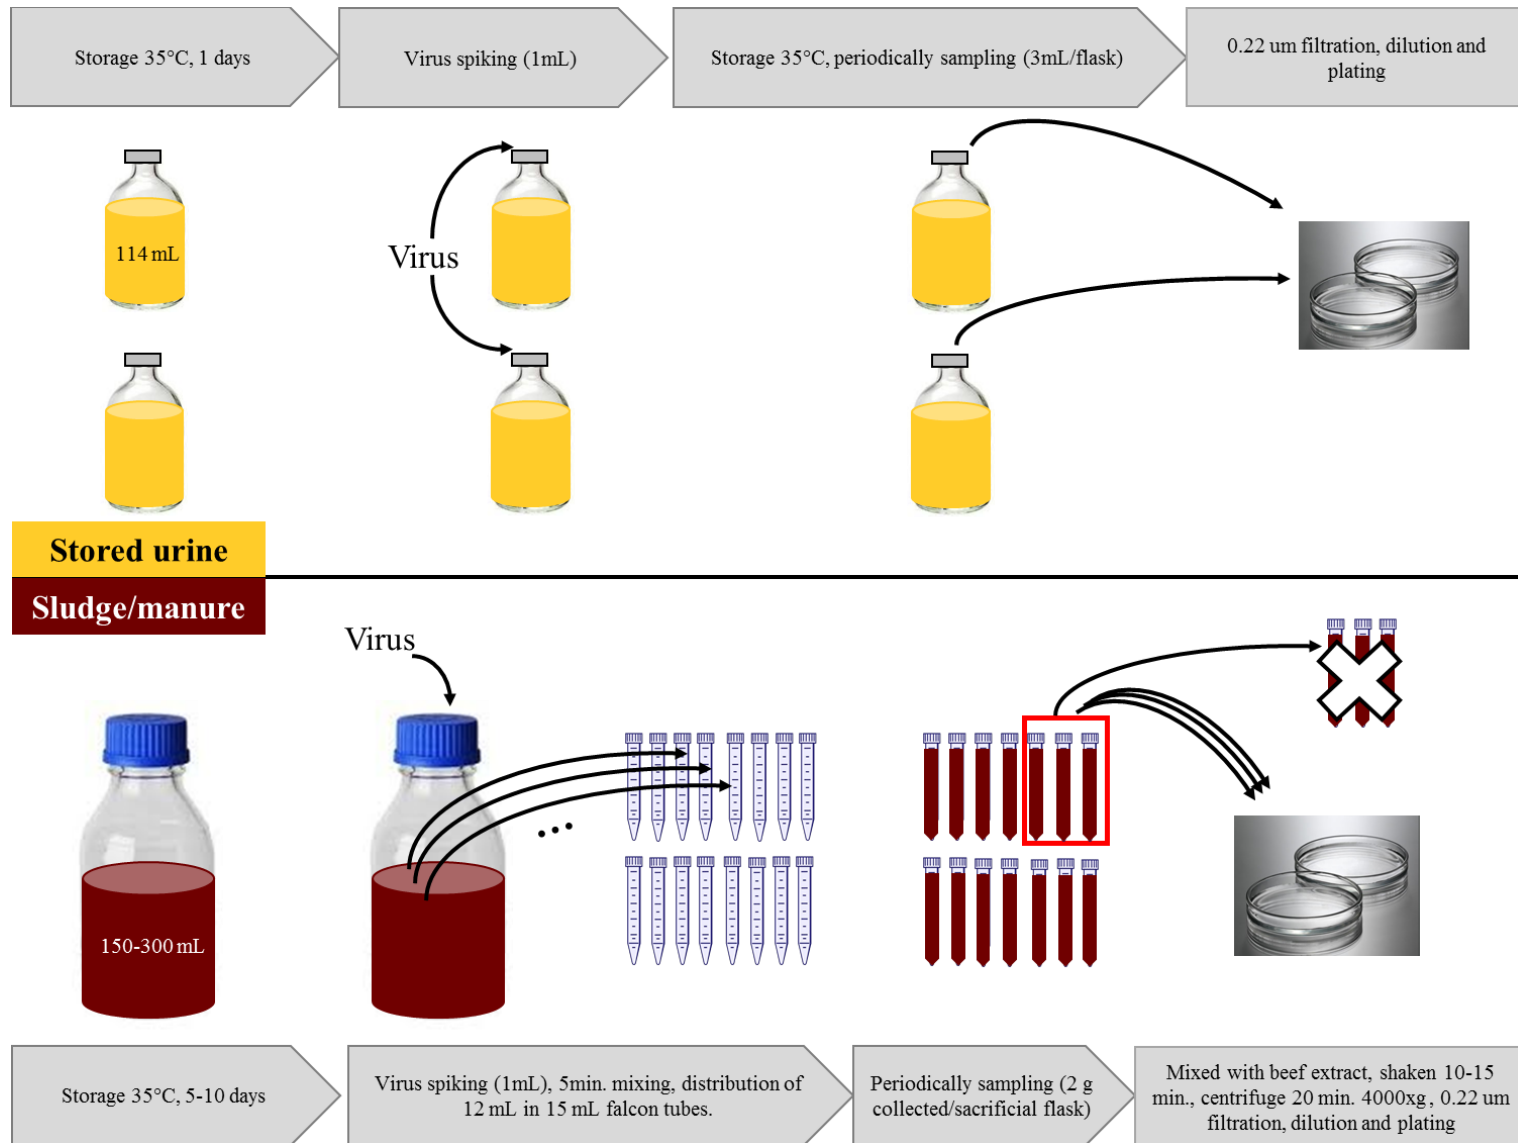 Storage 35°C, 1 days
Virus spiking (1mL)
Storage 35°C, periodically sampling (3mL/flask)
0.22 um filtration, dilution and
plating
114 mL
Virus
Stored urine
Sludge/manure
Virus
...
150-300 mL
Storage 35°C, 5-10 days
Virus spiking (1mL), 5min. mixing, distribution of
12 mL in 15 mL falcon tubes.
Periodically sampling (2 g
collected/sacrificial flask)
Mixed with beef extract, shaken 10-15
min., centrifuge 20 min. 4000xg , 0.22 um
filtration, dilution and plating